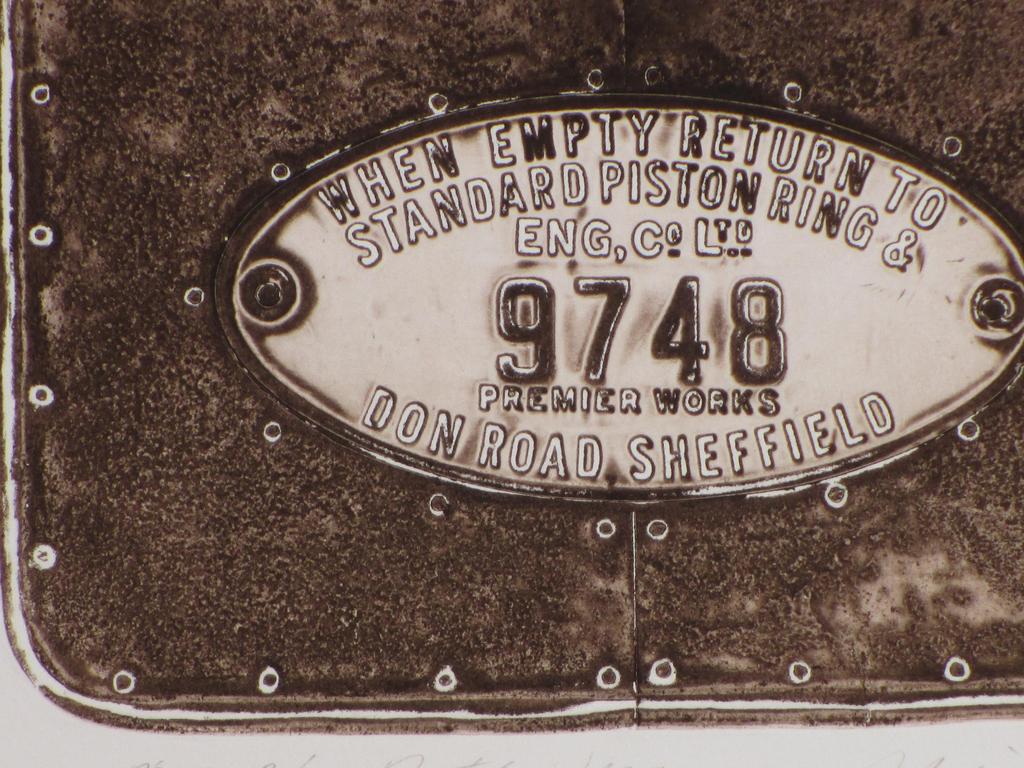 WHEN EMPTY RETURN TO
STANDARD PISTON RING &
ENG, Cº LTD
9748
PREMIER WORKS
DON ROAD SHEFFIELD